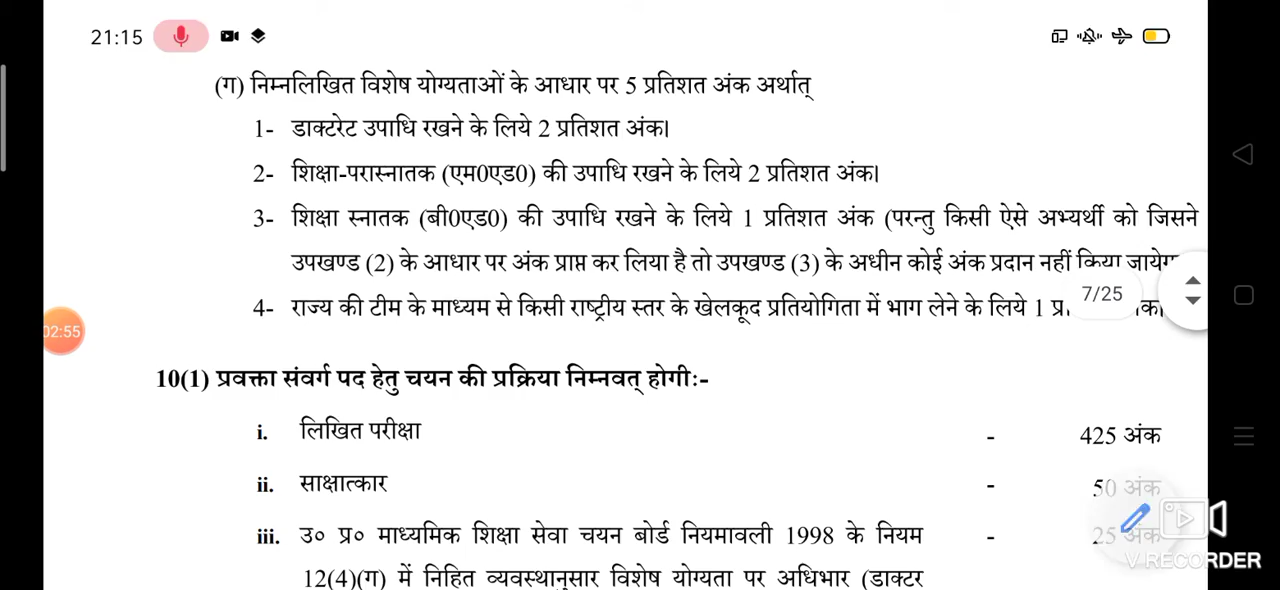 21:15
(ग) निम्नलिखित विशेष योग्यताओं के आधार पर 5 प्रतिशत अंक अर्थात्
1- डाक्टरेट उपाधि रखने के लिये 2 प्रतिशत अंक।
2- शिक्षा-परास्नातक (एम0एड0) की उपाधि रखने के लिये 2 प्रतिशत अंक।
3- शिक्षा स्नातक (बी0एड0) की उपाधि रखने के लिये 1 प्रतिशत अंक (परन्तु किसी ऐसे अभ्यर्थी को जिसने
उपखण्ड (2) के आधार पर अंक प्राप्त कर लिया है तो उपखण्ड (3) के अधीन कोई अंक प्रदान नहीं किया
7/25
4- राज्य की टीम के माध्यम से किसी राष्ट्रीय स्तर के खेलकूद प्रतियोगिता में भाग लेने के लिये 1
02:55
10(1) प्रवक्ता संवर्ग पद हेतु चयन की प्रक्रिया निम्नवत् होगीः-
i. लिखित परीक्षा - 425 अंक
ii. साक्षात्कार - 50 अंक
iii. उ० प्र० माध्यमिक शिक्षा सेवा चयन बोर्ड नियमावली 1998 के नियम - 25 अंक
V RECORDER
12(4)(ग) में निहित व्यवस्थानुसार विशेष योग्यता पर अधिभार (डाक्टर